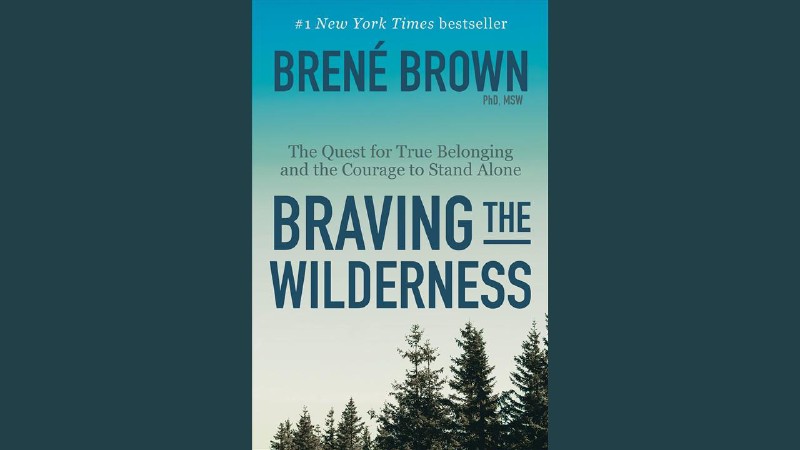 #1 New York Times bestseller
BRENÉ BROWN
PhD, MSW
The Quest for True Belonging
and the Courage to Stand Alone
BRAVING THE
WILDERNESS